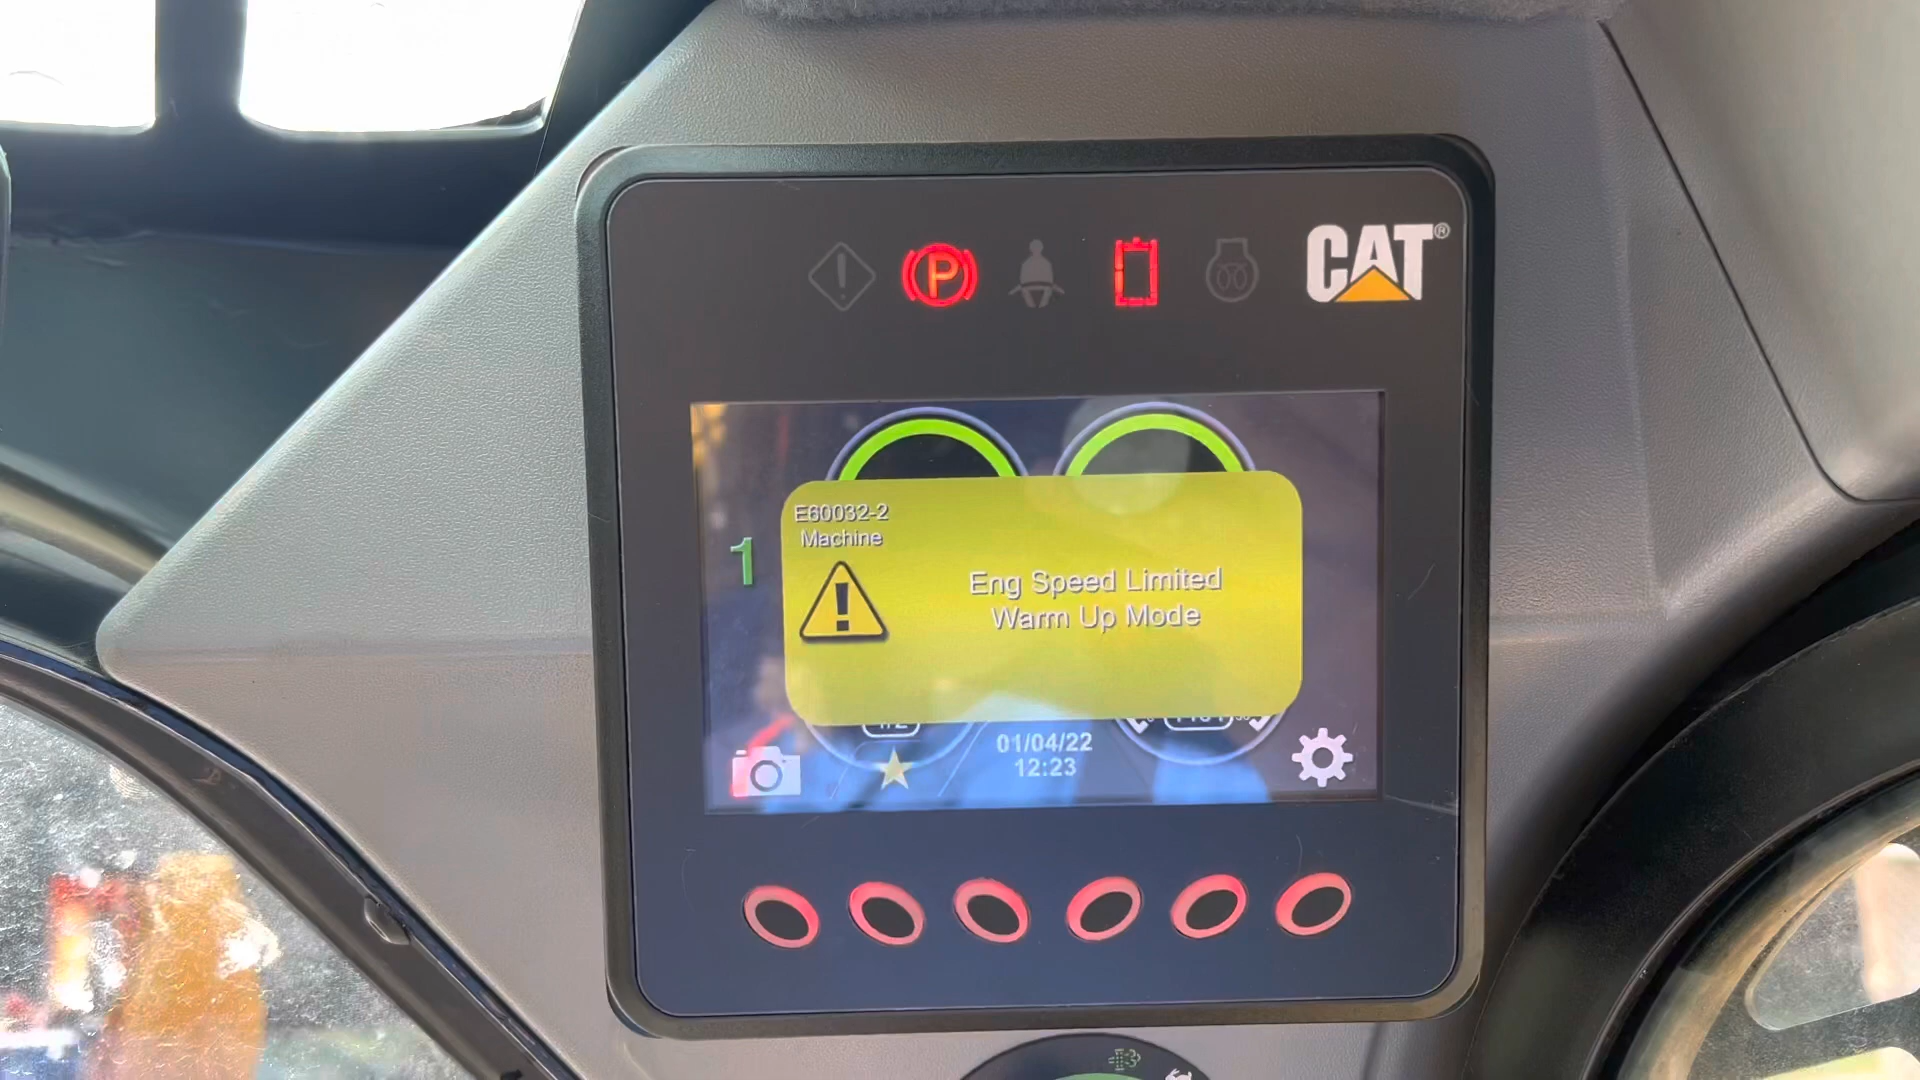 CAT®
E60032-2
Machine
1
Eng Speed Limited
Warm Up Mode
01/04/22
12:23